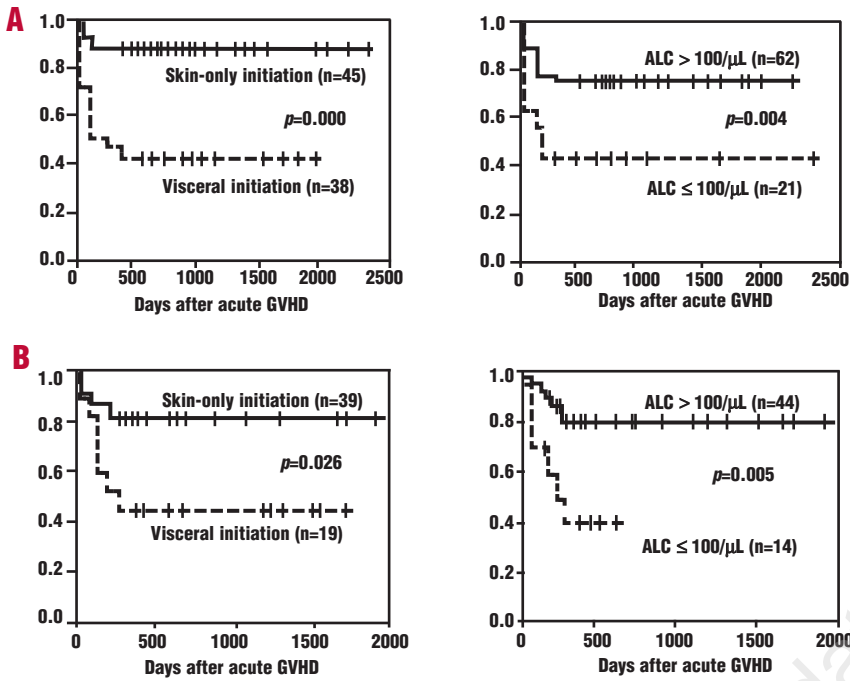 A
1.0
0.8
0.6
0.4
0.2
0.0
Skin-only initiation (n=45)
p=0.000
Visceral initiation (n=38)
0 500 1000 1500 2000 2500
Days after acute GVHD
1.0
0.8
0.6
0.4
0.2
0.0
ALC > 100/μL (n=62)
p=0.004
ALC ≤ 100/μL (n=21)
0 500 1000 1500 2000 2500
Days after acute GVHD
B
1.0
0.8
0.6
0.4
0.2
0.0
Skin-only initiation (n=39)
p=0.026
Visceral initiation (n=19)
0 500 1000 1500 2000
Days after acute GVHD
1.0
0.8
0.6
0.4
0.2
0.0
ALC > 100/μL (n=44)
p=0.005
ALC ≤ 100/μL (n=14)
0 500 1000 1500 2000
Days after acute GVHD